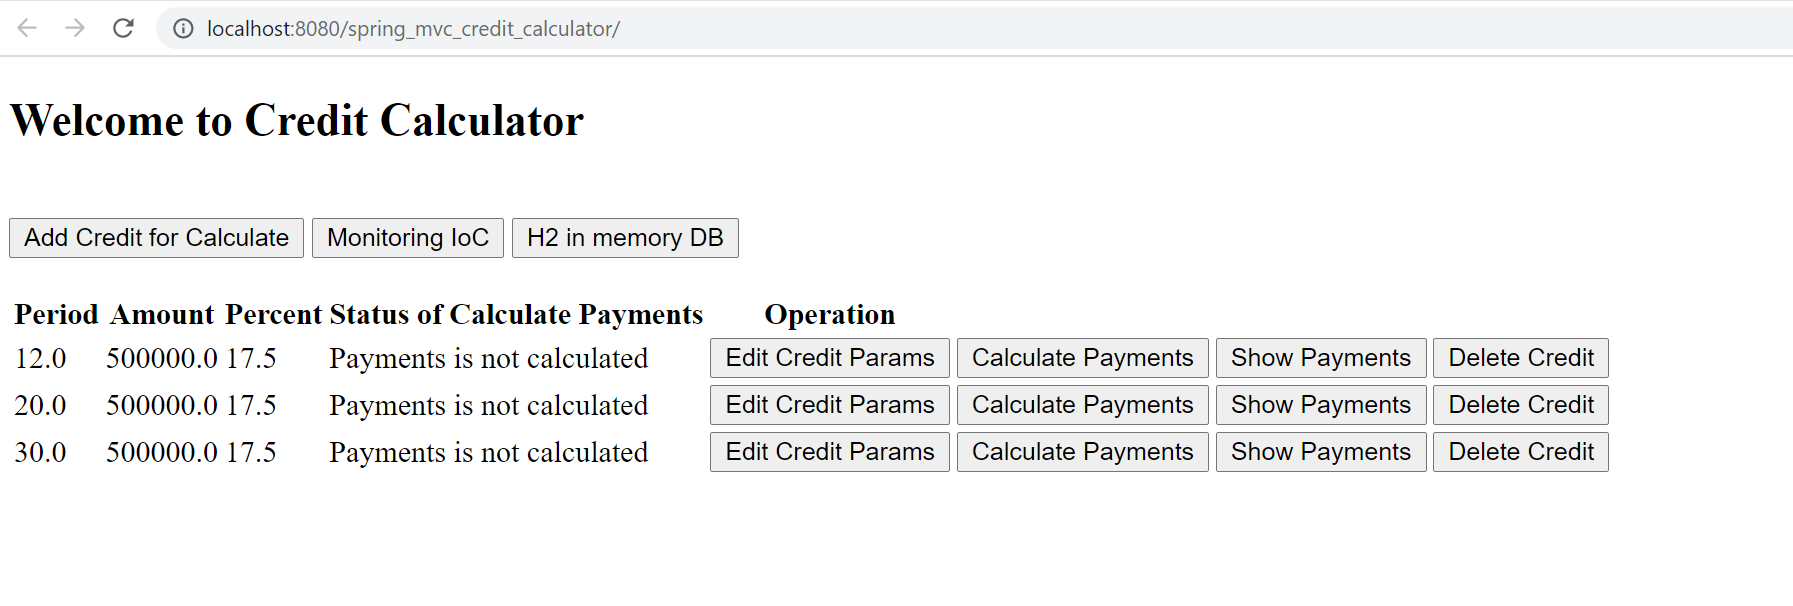 localhost:8080/spring_mvc_credit_calculator/
Welcome to Credit Calculator
Add Credit for Calculate Monitoring IoC H2 in memory DB
Period Amount Percent Status of Calculate Payments Operation
12.0 500000.0 17.5 Payments is not calculated Edit Credit Params Calculate Payments Show Payments Delete Credit
20.0 500000.0 17.5 Payments is not calculated Edit Credit Params Calculate Payments Show Payments Delete Credit
30.0 500000.0 17.5 Payments is not calculated Edit Credit Params Calculate Payments Show Payments Delete Credit